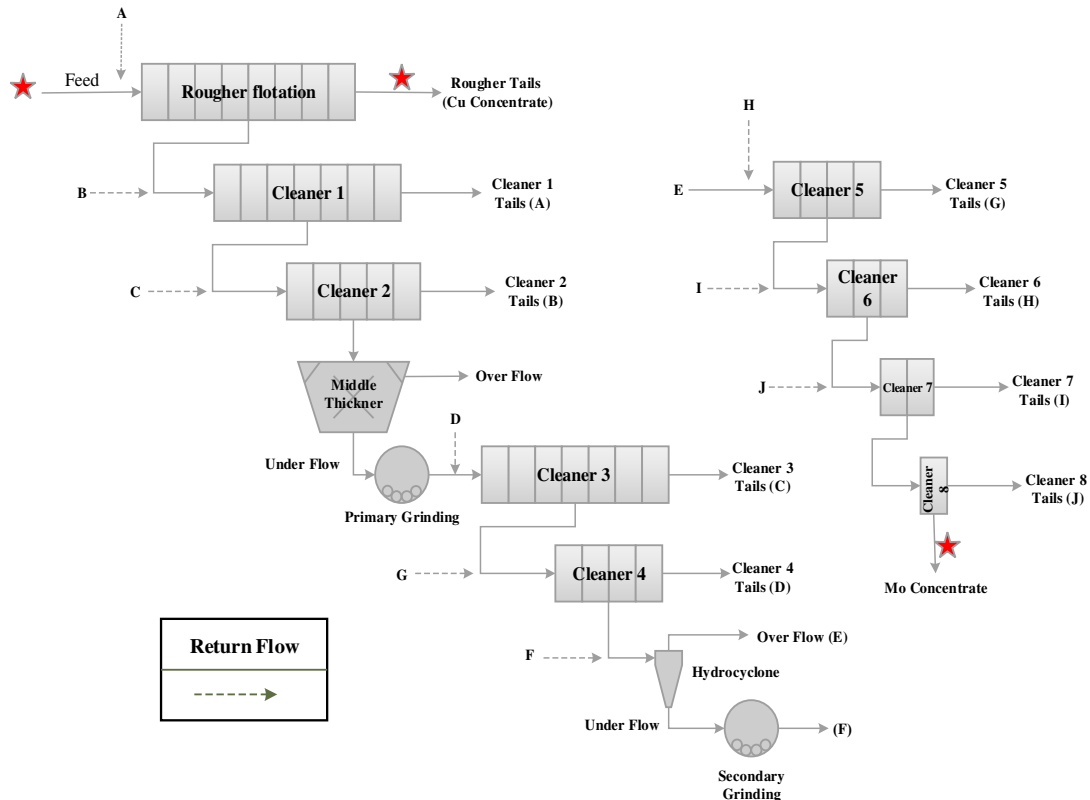 A
Feed
Rougher flotation
Rougher Tails
(Cu Concentrate)
B
Cleaner 1
Cleaner 1
Tails (A)
C
Cleaner 2
Cleaner 2
Tails (B)
Middle
Thickner
Over Flow
Under Flow
Primary Grinding
D
Cleaner 3
Cleaner 3
Tails (C)
G
Cleaner 4
Cleaner 4
Tails (D)
F
Over Flow (E)
Hydrocyclone
Under Flow
(F)
Secondary
Grinding
H
E
Cleaner 5
Cleaner 5
Tails (G)
I
Cleaner
6
Cleaner 6
Tails (H)
J
Cleaner 7
Cleaner 7
Tails (I)
Cleaner
8
Cleaner 8
Tails (J)
Mo Concentrate
Return Flow